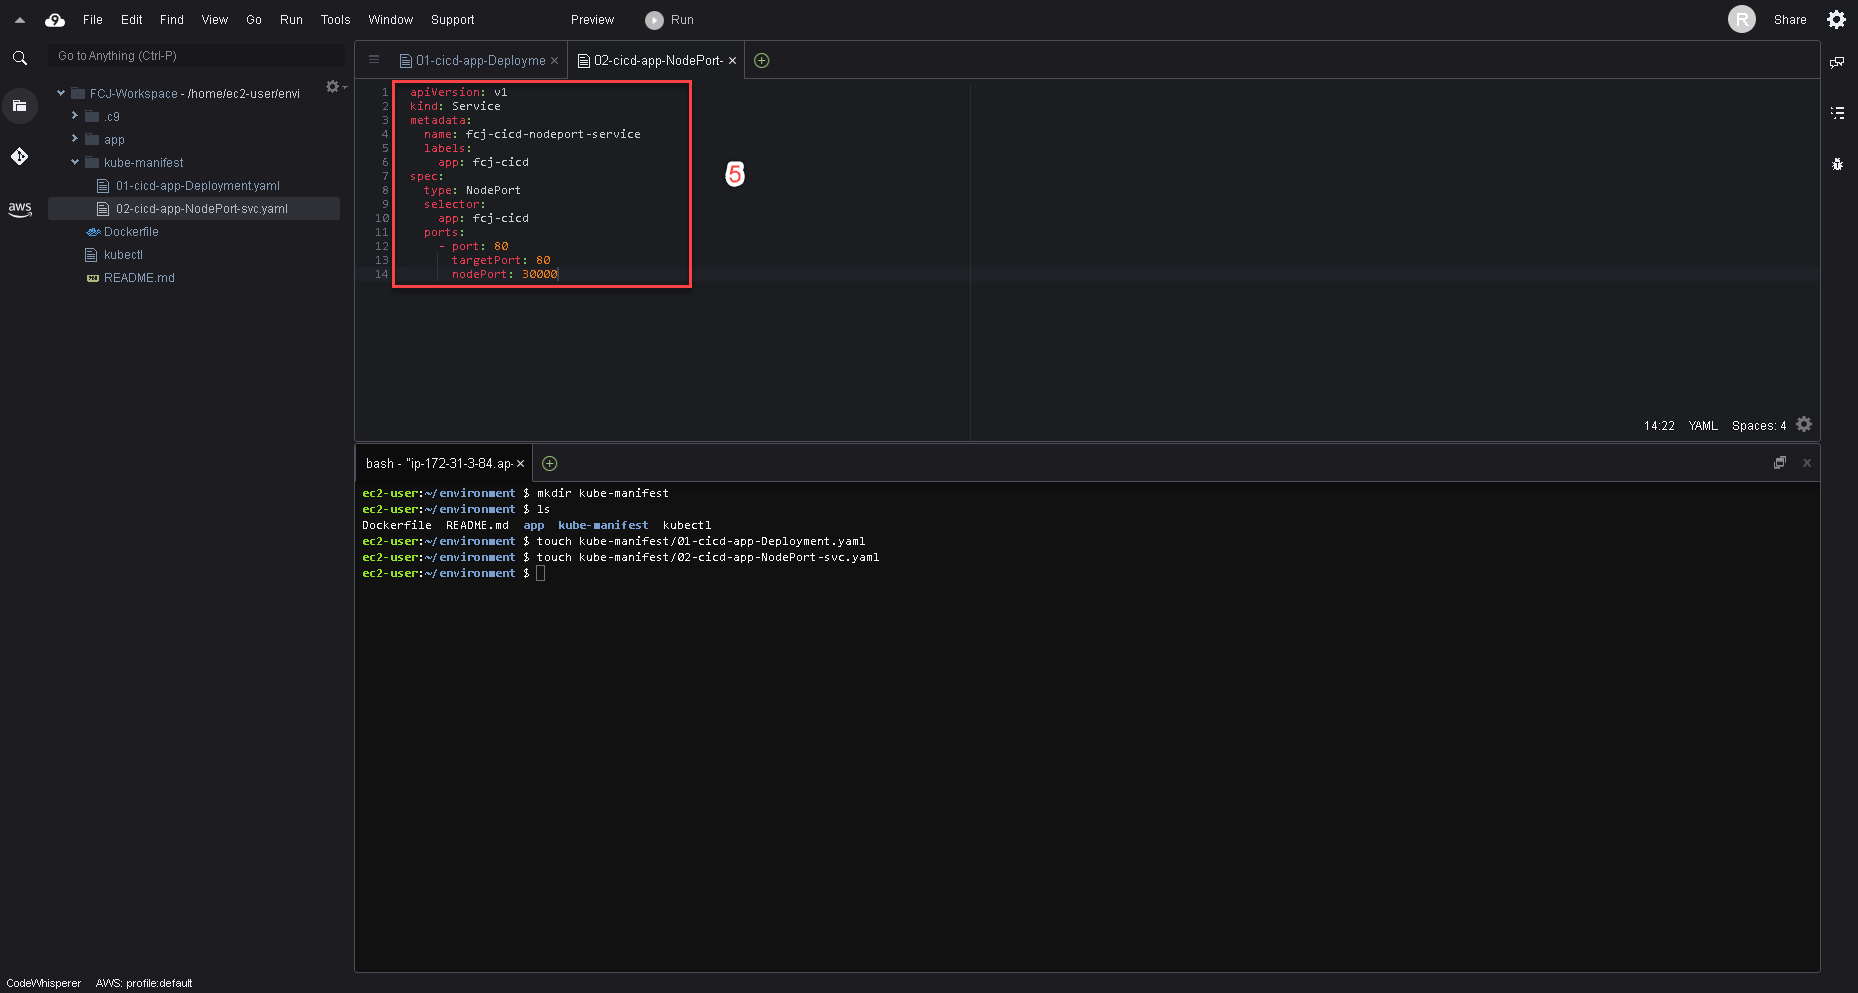 File Edit Find View Go Run Tools Window Support Preview Run R Share
Go to Anything (Ctrl-P)
FCJ-Workspace - /home/ec2-user/envi
.c9
app
kube-manifest
01-cicd-app-Deployment.yaml
02-cicd-app-NodePort-svc.yaml
Dockerfile
kubectl
README.md
aws
01-cicd-app-Deployme
02-cicd-app-NodePort-
1 apiVersion: v1
2 kind: Service
3 metadata:
4 name: fcj-cicd-nodeport-service
5 labels:
6 app: fcj-cicd
7 spec:
8 type: NodePort
9 selector:
10 app: fcj-cicd
11 ports:
12 - port: 80
13 targetPort: 80
14 nodePort: 30000
5
14:22 YAML Spaces: 4
bash - "ip-172-31-3-84.ap-
ec2-user:~/environment $ mkdir kube-manifest
ec2-user:~/environment $ ls
Dockerfile README.md app kube-manifest kubectl
ec2-user:~/environment $ touch kube-manifest/01-cicd-app-Deployment.yaml
ec2-user:~/environment $ touch kube-manifest/02-cicd-app-NodePort-svc.yaml
ec2-user:~/environment $
CodeWhisperer AWS: profile:default